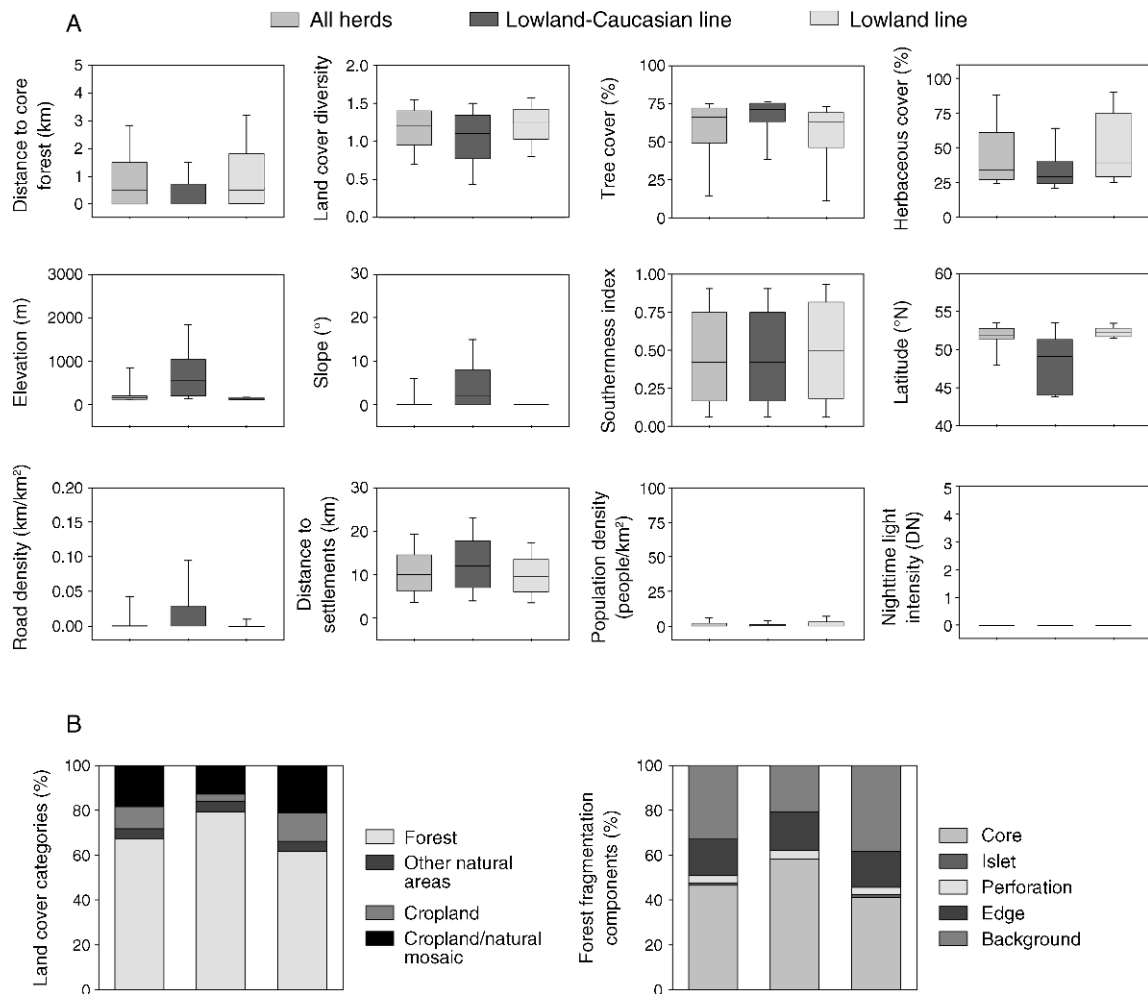 A
All herds
Lowland-Caucasian line
Lowland line
Distance to core
forest (km)
5
4
3
2
1
0
Land cover diversity
2.0
1.5
1.0
0.5
0.0
Tree cover (%)
100
75
50
25
0
Herbaceous cover (%)
100
75
50
25
0
Elevation (m)
3000
2000
1000
0
Slope (°)
30
20
10
0
Southernness index
1.00
0.75
0.50
0.25
0.00
Latitude (°N)
60
55
50
45
40
Road density (km/km²)
0.20
0.15
0.10
0.05
0.00
Distance to
settlements (km)
30
20
10
0
Population density
(people/km²)
100
75
50
25
0
Nighttime light
intensity (DN)
5
4
3
2
1
0
B
Land cover categories (%)
100
80
60
40
20
0
Forest
Other natural
areas
Cropland
Cropland/natural
mosaic
Forest fragmentation
components (%)
100
80
60
40
20
0
Core
Islet
Perforation
Edge
Background